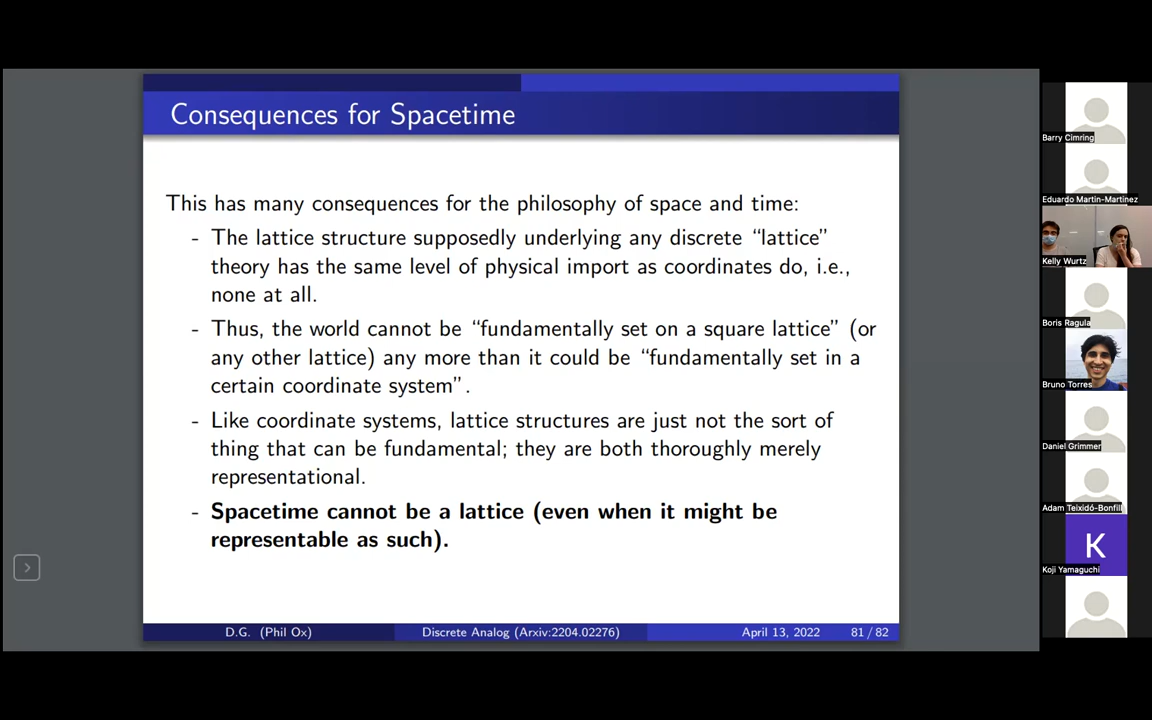 Consequences for Spacetime
This has many consequences for the philosophy of space and time:
- The lattice structure supposedly underlying any discrete “lattice”
theory has the same level of physical import as coordinates do, i.e.,
none at all.
- Thus, the world cannot be “fundamentally set on a square lattice” (or
any other lattice) any more than it could be “fundamentally set in a
certain coordinate system”.
- Like coordinate systems, lattice structures are just not the sort of
thing that can be fundamental; they are both thoroughly merely
representational.
- Spacetime cannot be a lattice (even when it might be
representable as such).
D.G. (Phil Ox) Discrete Analog (Arxiv:2204.02276) April 13, 2022 81 / 82
Barry Cimring
Eduardo Martin-Martinez
Kelly Wurtz
Boris Ragula
Bruno Torres
Daniel Grimmer
Adam Teixidó-Bonfill
K
Koji Yamaguchi